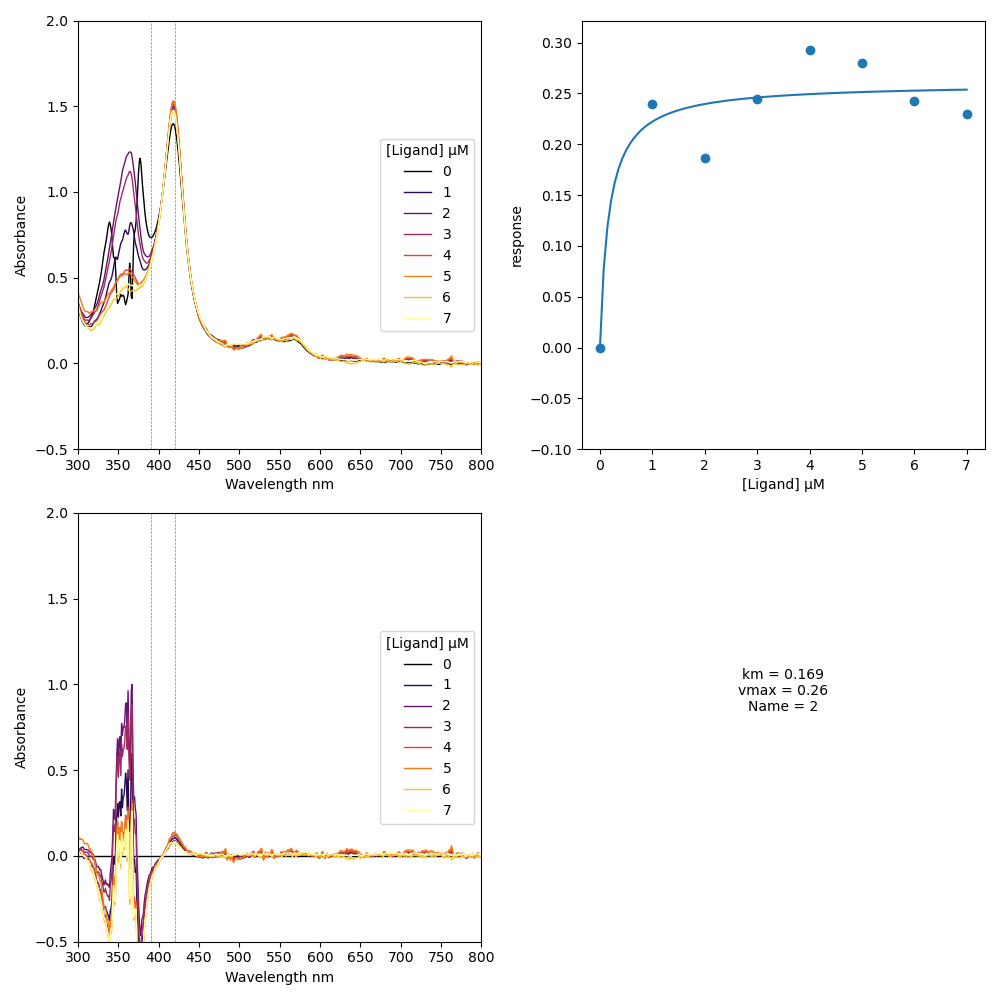 2.0
1.5
1.0
0.5
0.0
−0.5
Absorbance
300 350 400 450 500 550 600 650 700 750 800
Wavelength nm
[Ligand] μM
0
1
2
3
4
5
6
7
0.30
0.25
0.20
0.15
0.10
0.05
0.00
−0.05
−0.10
response
0 1 2 3 4 5 6 7
[Ligand] μM
2.0
1.5
1.0
0.5
0.0
−0.5
Absorbance
300 350 400 450 500 550 600 650 700 750 800
Wavelength nm
[Ligand] μM
0
1
2
3
4
5
6
7
km = 0.169
vmax = 0.26
Name = 2